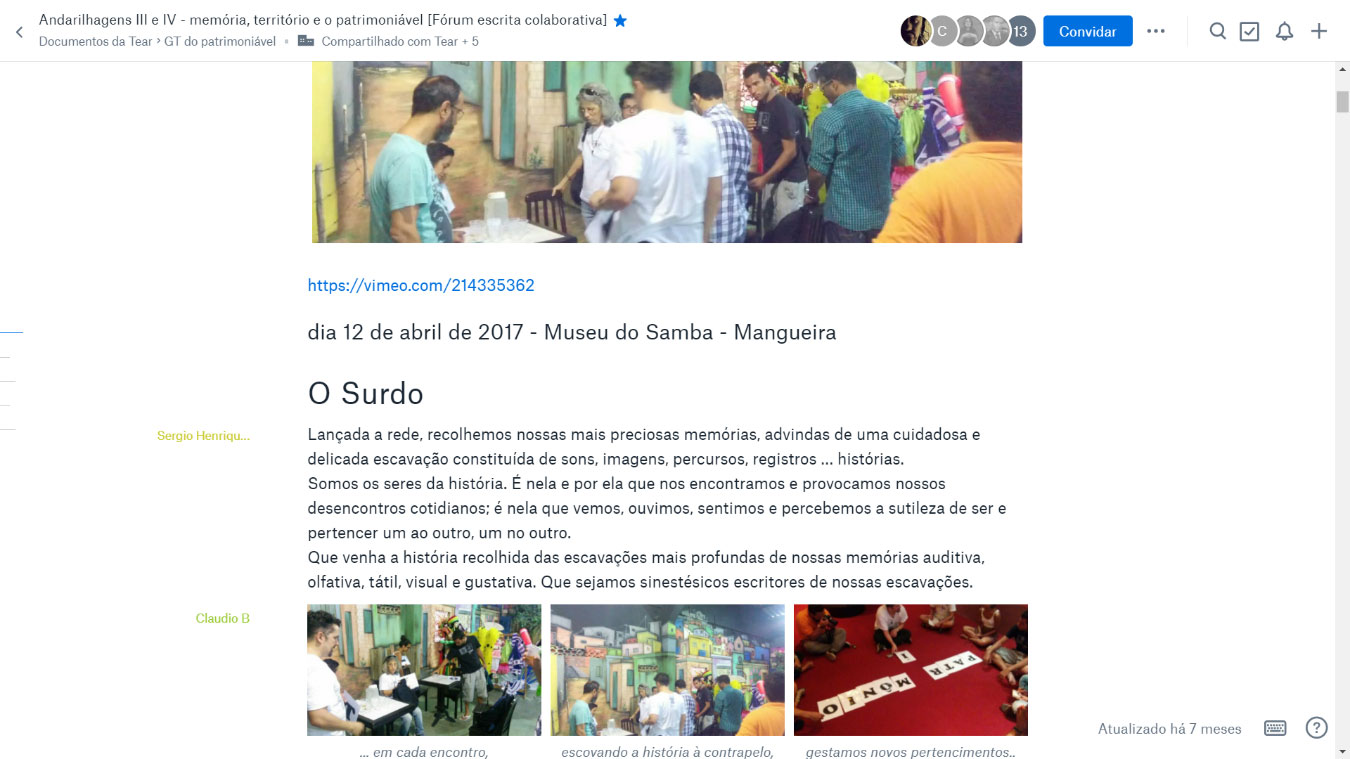 Andarilhagens III e IV - memória, território e o patrimoniável [Fórum escrita colaborativa]
Documentos da Tear > GT do patrimoniável • Compartilhado com Tear + 5
C
13
Convidar
https://vimeo.com/214335362
dia 12 de abril de 2017 - Museu do Samba - Mangueira
O Surdo
Sergio Henriqu...
Lançada a rede, recolhemos nossas mais preciosas memórias, advindas de uma cuidadosa e
delicada escavação constituída de sons, imagens, percursos, registros ... histórias.
Somos os seres da história. É nela e por ela que nos encontramos e provocamos nossos
desencontros cotidianos; é nela que vemos, ouvimos, sentimos e percebemos a sutileza de ser e
pertencer um ao outro, um no outro.
Que venha a história recolhida das escavações mais profundas de nossas memórias auditiva,
olfativa, tátil, visual e gustativa. Que sejamos sinestésicos escritores de nossas escavações.
Claudio B
PATR
I
MÔNIO
... em cada encontro,
escovando a história à contrapelo,
gestamos novos pertencimentos..
Atualizado há 7 meses
?